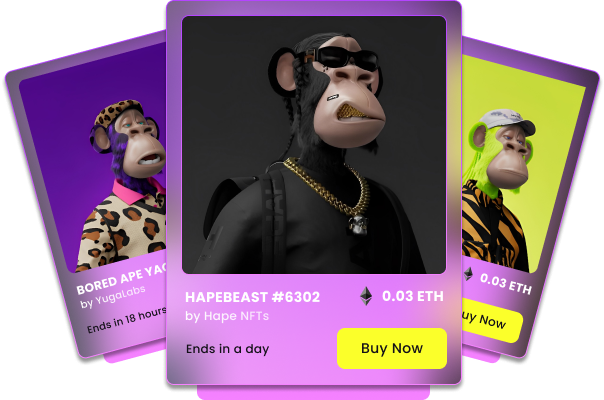 BORED APE YAC
by YugaLabs
Ends in 18 hours
HAPEBEAST #6302
0.03 ETH
by Hape NFTs
Ends in a day
Buy Now
0.03 ETH
uy Now